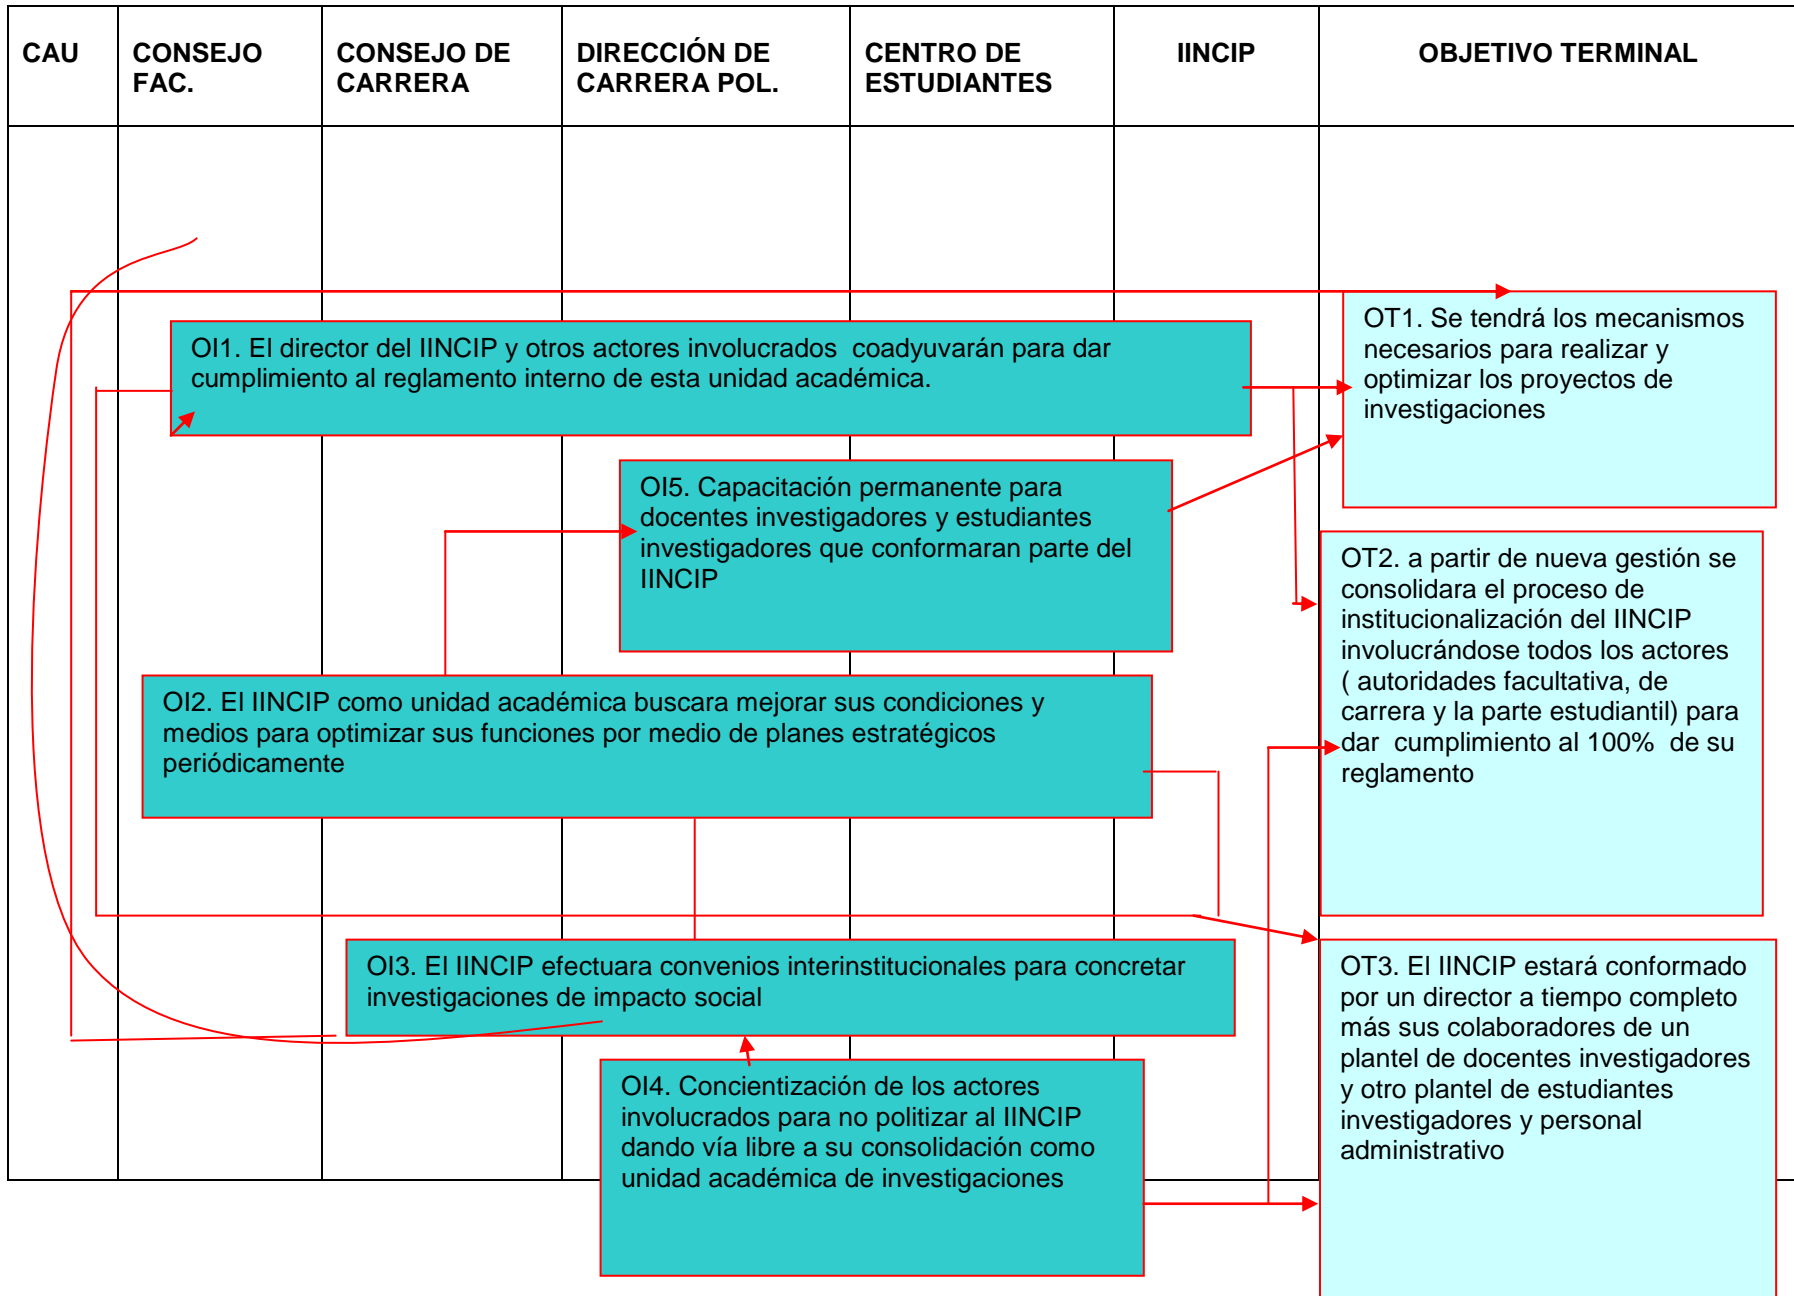 CAU
CONSEJO
FAC.
CONSEJO DE
CARRERA
DIRECCIÓN DE
CARRERA POL.
CENTRO DE
ESTUDIANTES
IINCIP
OBJETIVO TERMINAL
OI1. El director del IINCIP y otros actores involucrados  coadyuvarán para dar
cumplimiento al reglamento interno de esta unidad académica.
OT1. Se tendrá los mecanismos
necesarios para realizar y
optimizar los proyectos de
investigaciones
OI5. Capacitación permanente para
docentes investigadores y estudiantes
investigadores que conformaran parte del
IINCIP
OT2. a partir de nueva gestión se
consolidara el proceso de
institucionalización del IINCIP
involucrándose todos los actores
( autoridades facultativa, de
carrera y la parte estudiantil) para
dar  cumplimiento al 100%  de su
reglamento
OI2. El IINCIP como unidad académica buscara mejorar sus condiciones y
medios para optimizar sus funciones por medio de planes estratégicos
periódicamente
OI3. El IINCIP efectuara convenios interinstitucionales para concretar
investigaciones de impacto social
OT3. El IINCIP estará conformado
por un director a tiempo completo
más sus colaboradores de un
plantel de docentes investigadores
y otro plantel de estudiantes
investigadores y personal
administrativo
OI4. Concientización de los actores
involucrados para no politizar al IINCIP
dando vía libre a su consolidación como
unidad académica de investigaciones